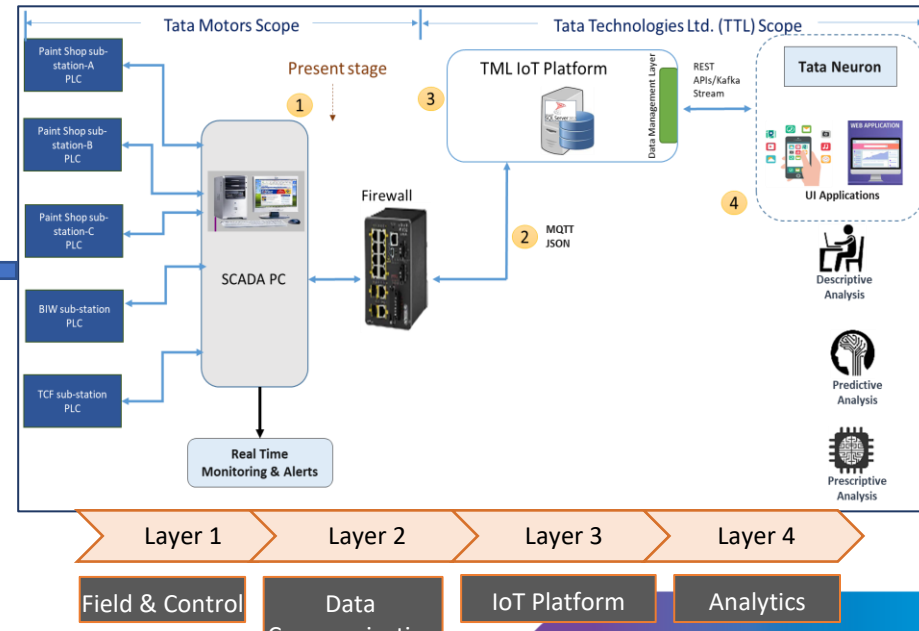 Tata Motors Scope
Tata Technologies Ltd. (TTL) Scope
Paint Shop sub-
station-A
PLC
Paint Shop sub-
station-B
PLC
Paint Shop sub-
station-C
PLC
BIW sub-station
PLC
TCF sub-station
PLC
Present stage
1
SCADA PC
Real Time
Monitoring & Alerts
Firewall
2
MQTT
JSON
3
TML IoT Platform
SQL Server
Data Management Layer
REST
APIs/Kafka
Stream
Tata Neuron
WEB APPLICATION
UI Applications
4
Descriptive
Analysis
Predictive
Analysis
Prescriptive
Analysis
Layer 1
Layer 2
Layer 3
Layer 4
Field & Control
Data
IoT Platform
Analytics